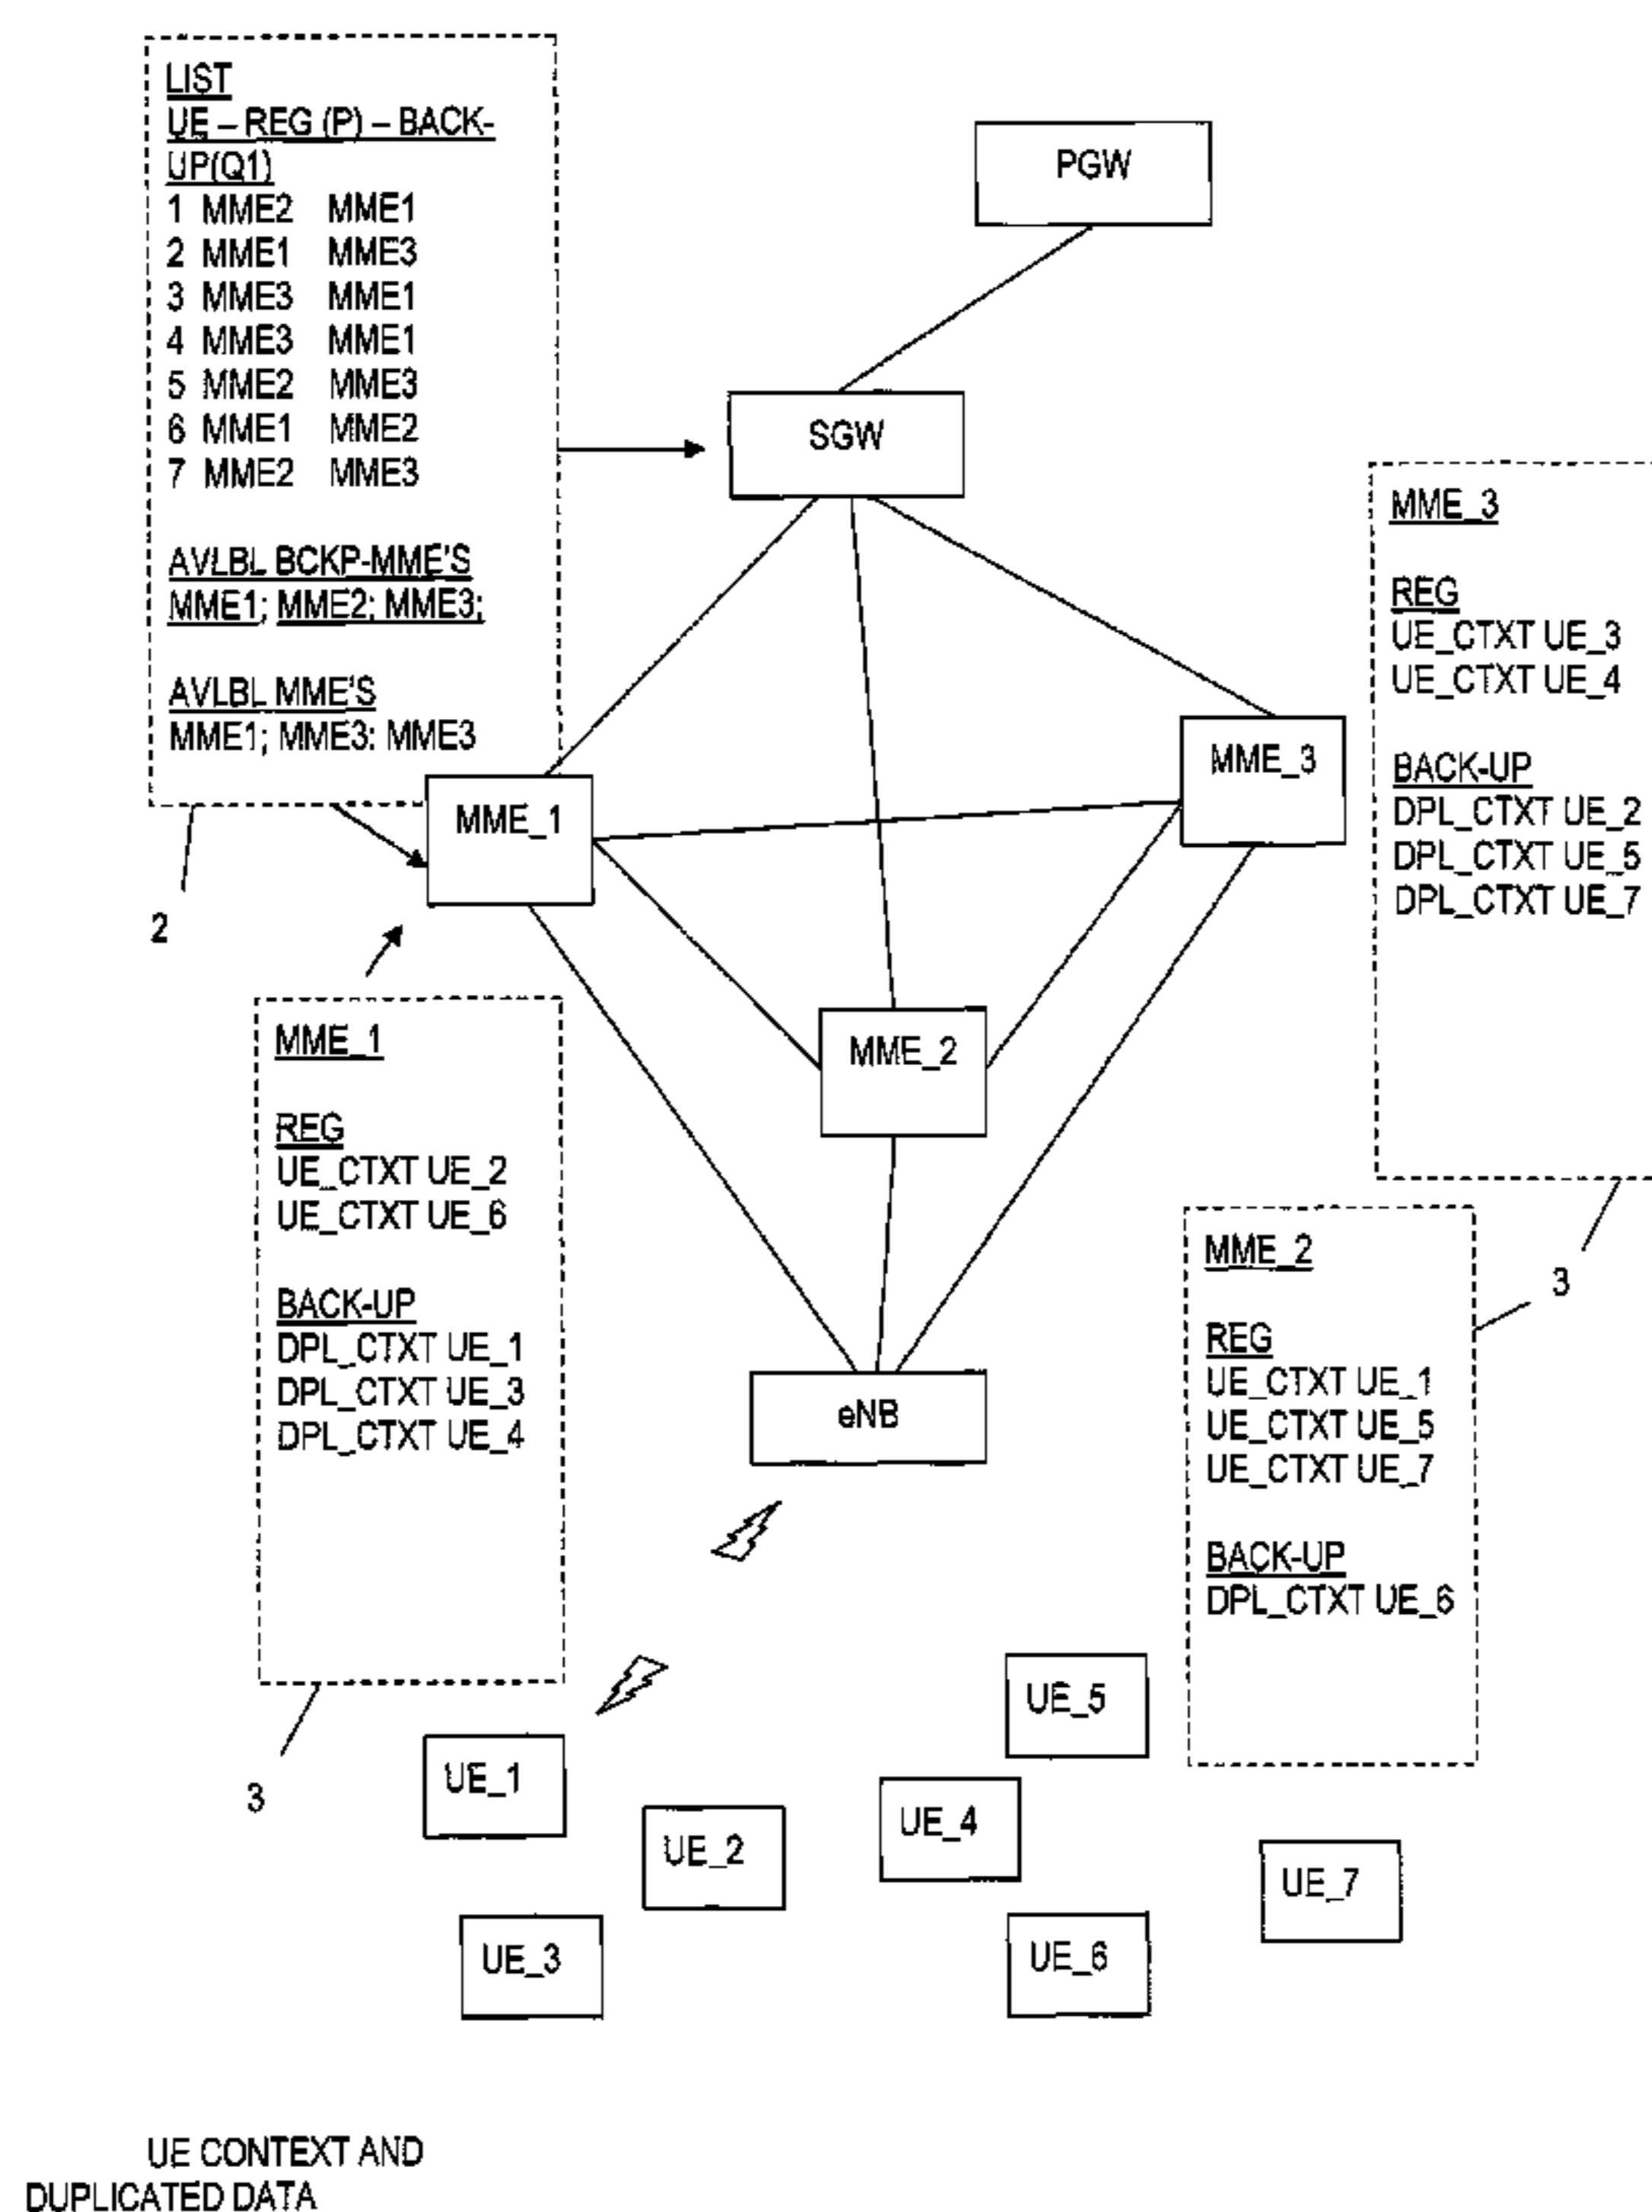 LIST
UE – REG (P) – BACK-
UP(Q1)
1 MME2 MME1
2 MME1 MME3
3 MME3 MME1
4 MME3 MME1
5 MME2 MME3
6 MME1 MME2
7 MME2 MME3
AVLBL BCKP-MME'S
MME1; MME2; MME3;
AVLBL MME'S
MME1; MME3: MME3
2
PGW
SGW
MME_1
MME_2
MME_3
eNB
MME_3
REG
UE_CTXT UE_3
UE_CTXT UE_4
BACK-UP
DPL_CTXT UE_2
DPL_CTXT UE_5
DPL_CTXT UE_7
3
MME_1
REG
UE_CTXT UE_2
UE_CTXT UE_6
BACK-UP
DPL_CTXT UE_1
DPL_CTXT UE_3
DPL_CTXT UE_4
3
MME_2
REG
UE_CTXT UE_1
UE_CTXT UE_5
UE_CTXT UE_7
BACK-UP
DPL_CTXT UE_6
UE_5
UE_1
UE_4
UE_2
UE_7
UE_3
UE_6
UE CONTEXT AND
DUPLICATED DATA